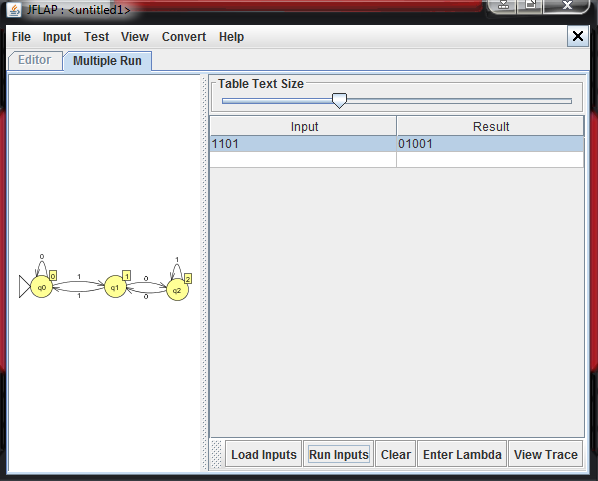 JFLAP : <untitled1>
File Input Test View Convert Help
Editor Multiple Run
Table Text Size
Input Result
1101 01001
0 1 0 1
q0 0 q1 1 q2 2
1 0
Load Inputs Run Inputs Clear Enter Lambda View Trace